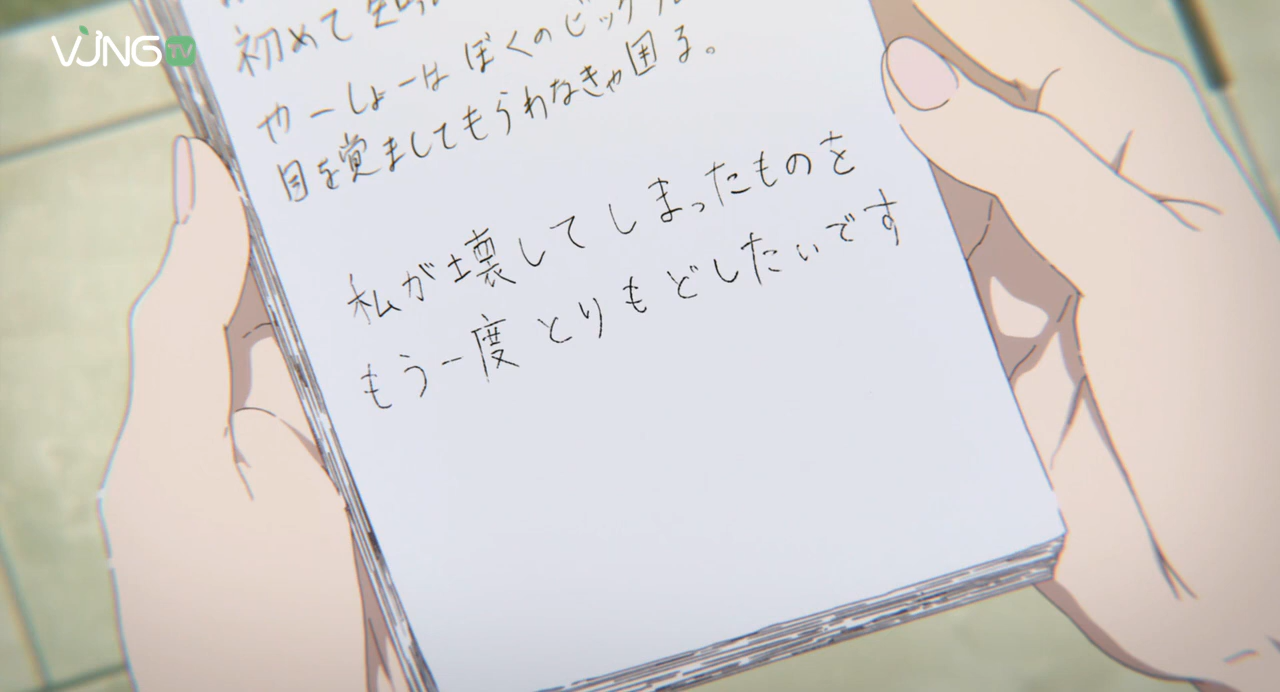 VƯNG TV
初めて
やーしょーは ぼくのビッグ
目を覚ましてもらわなきゃ困る。
私が壊してしまったものを
もう一度とりもどしたいです